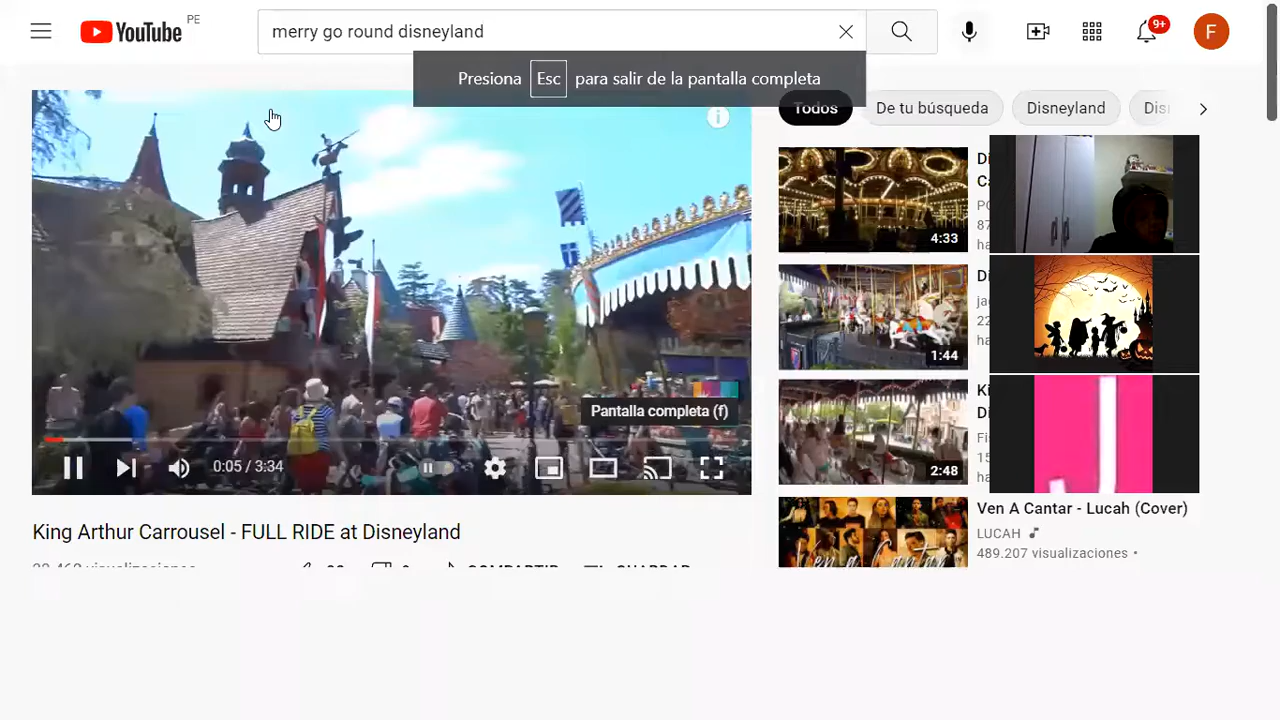 YouTube PE
merry go round disneyland
9+
F
Presiona Esc para salir de la pantalla completa
Todos De tu búsqueda Disneyland
4:33
1:44
2:48
Pantalla completa (f)
0:05 / 3:34
King Arthur Carrousel - FULL RIDE at Disneyland
Ven A Cantar - Lucah (Cover)
LUCAH
489.207 visualizaciones •